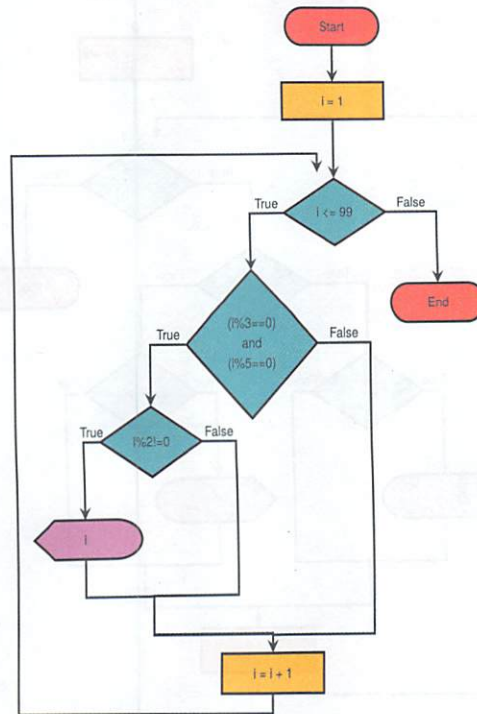 Start
i = 1
i <= 99
True
False
End
(i%3==0)
and
(i%5==0)
True
False
i%2!=0
True
False
i
i = i + 1